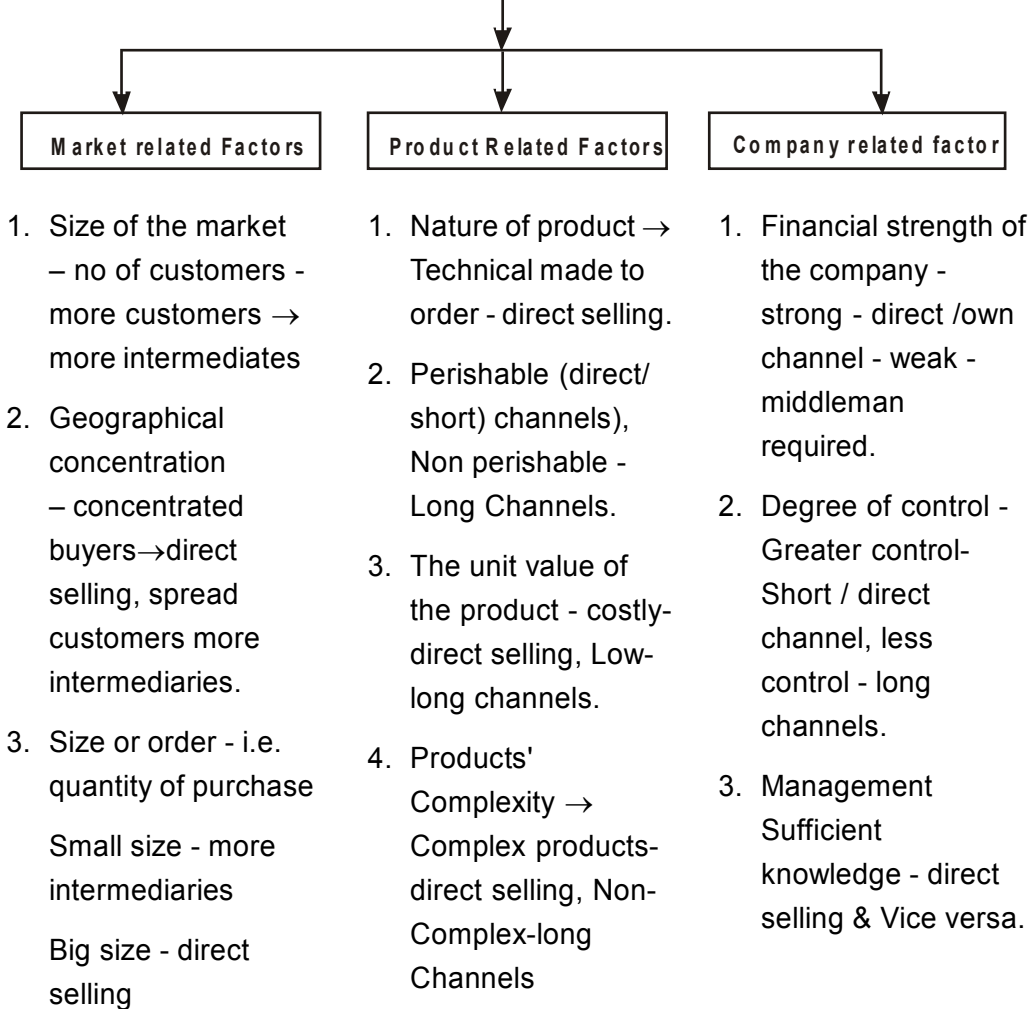 Market related Factors
1. Size of the market
– no of customers -
more customers →
more intermediates
2. Geographical
concentration
– concentrated
buyers→direct
selling, spread
customers more
intermediaries.
3. Size or order - i.e.
quantity of purchase
Small size - more
intermediaries
Big size - direct
selling
Product Related Factors
1. Nature of product →
Technical made to
order - direct selling.
2. Perishable (direct/
short) channels),
Non perishable -
Long Channels.
3. The unit value of
the product - costly-
direct selling, Low-
long channels.
4. Products'
Complexity →
Complex products-
direct selling, Non-
Complex-long
Channels
Company related factor
1. Financial strength of
the company -
strong - direct /own
channel - weak -
middleman
required.
2. Degree of control -
Greater control-
Short / direct
channel, less
control - long
channels.
3. Management
Sufficient
knowledge - direct
selling & Vice versa.